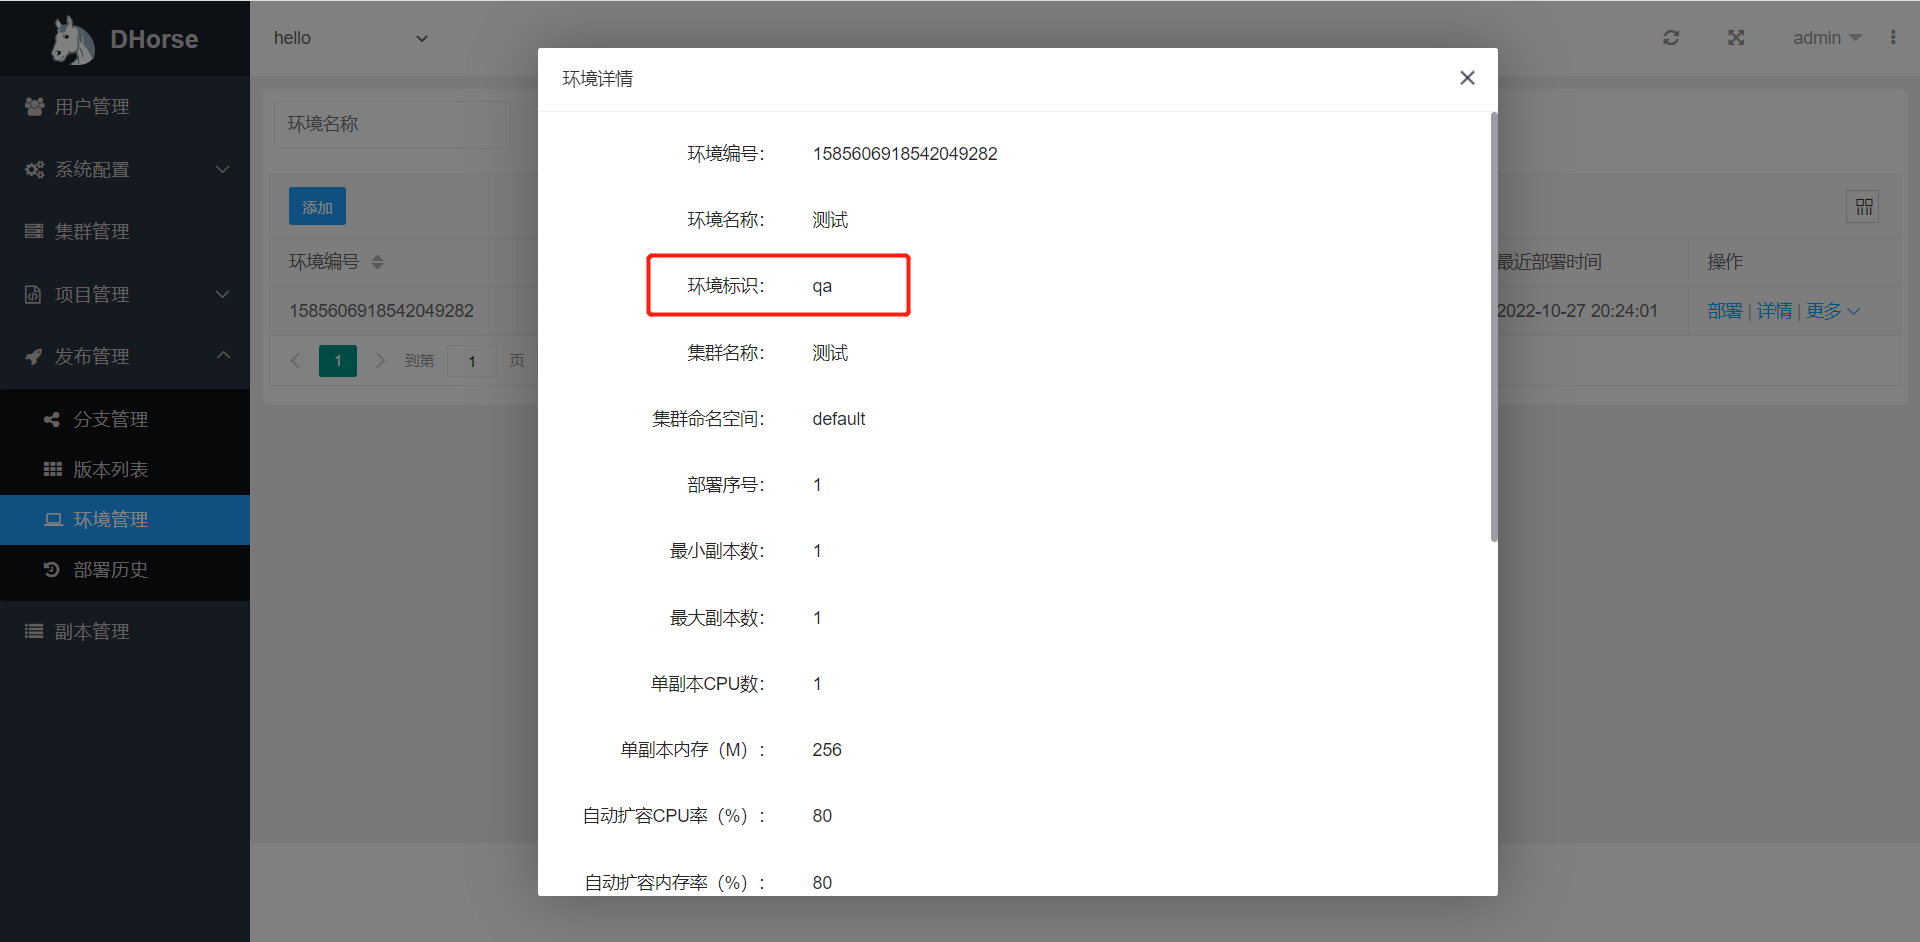 DHorse
hello
admin
用户管理
系统配置
集群管理
项目管理
发布管理
分支管理
版本列表
环境管理
部署历史
副本管理
环境名称
添加
环境编号
最近部署时间
操作
1585606918542049282
2022-10-27 20:24:01
部署 | 详情 | 更多
1
到第
1
页
环境详情
环境编号： 1585606918542049282
环境名称： 测试
环境标识： qa
集群名称： 测试
集群命名空间： default
部署序号： 1
最小副本数： 1
最大副本数： 1
单副本CPU数： 1
单副本内存（M）： 256
自动扩容CPU率（%）： 80
自动扩容内存率（%）： 80